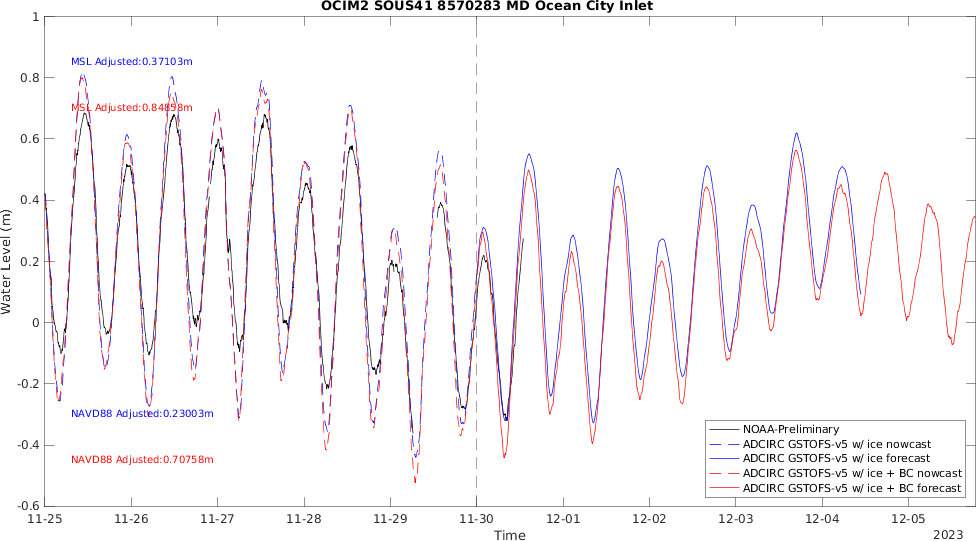 OCIM2 SOUS41 8570283 MD Ocean City Inlet
1
0.8
0.6
0.4
0.2
0
-0.2
-0.4
-0.6
Water Level (m)
MSL Adjusted:0.37103m
MSL Adjusted:0.84858m
NAVD88 Adjusted:0.23003m
NAVD88 Adjusted:0.70758m
NOAA-Preliminary
ADCIRC GSTOFS-v5 w/ ice nowcast
ADCIRC GSTOFS-v5 w/ ice forecast
ADCIRC GSTOFS-v5 w/ ice + BC nowcast
ADCIRC GSTOFS-v5 w/ ice + BC forecast
11-25 11-26 11-27 11-28 11-29 11-30 12-01 12-02 12-03 12-04 12-05
Time
2023